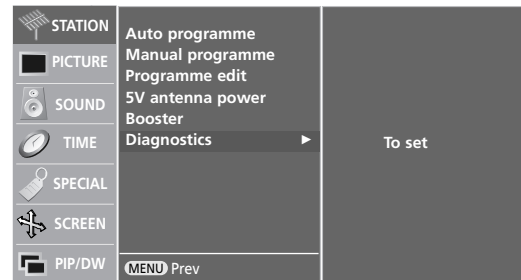 STATION
PICTURE
SOUND
TIME
SPECIAL
SCREEN
PIP/DW
Auto programme
Manual programme
Programme edit
5V antenna power
Booster
Diagnostics ►
To set
MENU Prev